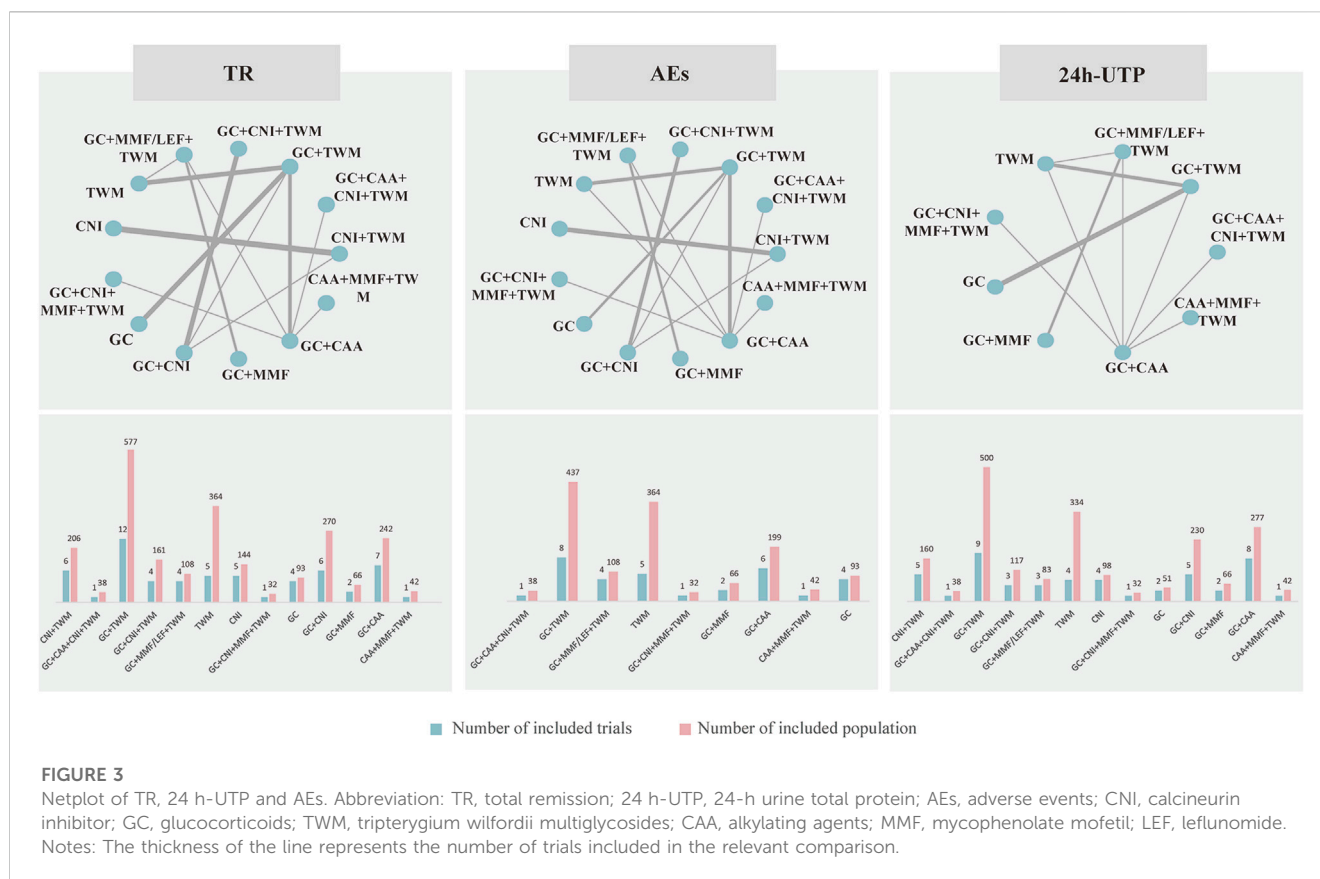 TR
GC+MMF/LEF+
TWM
GC+CNI+TWM
GC+TWM
TWM
GC+CAA+
CNI+TWM
CNI
CNI+TWM
GC+CNI+
MMF+TWM
CAA+MMF+TW
M
GC
GC+CAA
GC+CNI
GC+MMF
AEs
GC+MMF/LEF+
TWM
GC+CNI+TWM
GC+TWM
TWM
GC+CAA+
CNI+TWM
CNI
CNI+TWM
GC+CNI+
MMF+TWM
CAA+MMF+TWM
GC
GC+CAA
GC+CNI
GC+MMF
24h-UTP
GC+MMF/LEF+
TWM
TWM
GC+TWM
GC+CNI+
MMF+TWM
GC+CAA+
CNI+TWM
GC
CAA+MMF+
TWM
GC+MMF
GC+CAA
6 206 1 38 12 577 4 161 4 108 5 364 5 144 1 32 4 93 6 270 2 66 7 242 1 42
CNI+TWM
GC+CAA+CNI+TWM
GC+TWM
GC+CNI+TWM
GC+MMF/LEF+TWM
TWM
CNI
GC+CNI+MMF+TWM
GC
GC+CNI
GC+MMF
GC+CAA
CAA+MMF+TWM
1 38 8 437 4 108 5 364 1 32 2 66 6 199 1 42 4 93
GC+CAA+CNI+TWM
GC+TWM
GC+MMF/LEF+TWM
TWM
GC+CNI+MMF+TWM
GC+MMF
GC+CAA
CAA+MMF+TWM
GC
5 160 1 38 9 500 3 117 3 83 4 334 4 98 1 32 2 51 5 230 2 66 8 277 1 42
CNI+TWM
GC+CAA+CNI+TWM
GC+TWM
GC+CNI+TWM
GC+MMF/LEF+TWM
TWM
CNI
GC+CNI+MMF+TWM
GC
GC+CNI
GC+MMF
GC+CAA
CAA+MMF+TWM
Number of included trials
Number of included population
FIGURE 3
Netplot of TR, 24 h-UTP and AEs. Abbreviation: TR, total remission; 24 h-UTP, 24-h urine total protein; AEs, adverse events; CNI, calcineurin
inhibitor; GC, glucocorticoids; TWM, tripterygium wilfordii multiglycosides; CAA, alkylating agents; MMF, mycophenolate mofetil; LEF, leflunomide.
Notes: The thickness of the line represents the number of trials included in the relevant comparison.